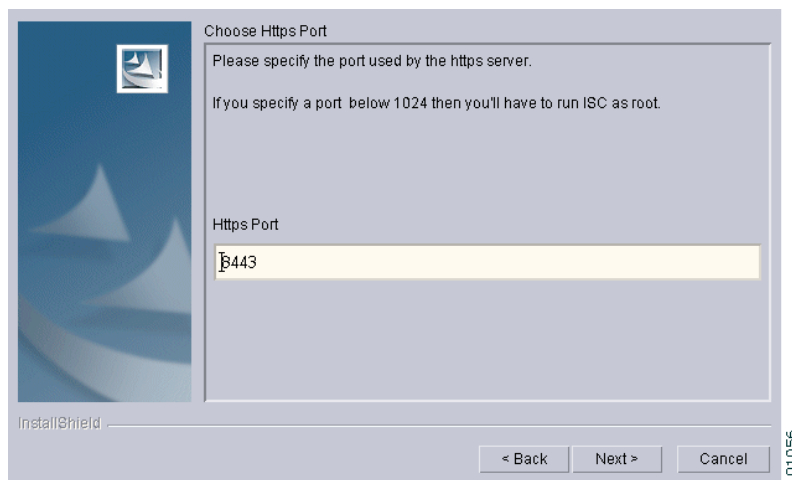 Choose Https Port
Please specify the port used by the https server.
If you specify a port below 1024 then you'll have to run ISC as root.
Https Port
8443
InstallShield
< Back
Next >
Cancel